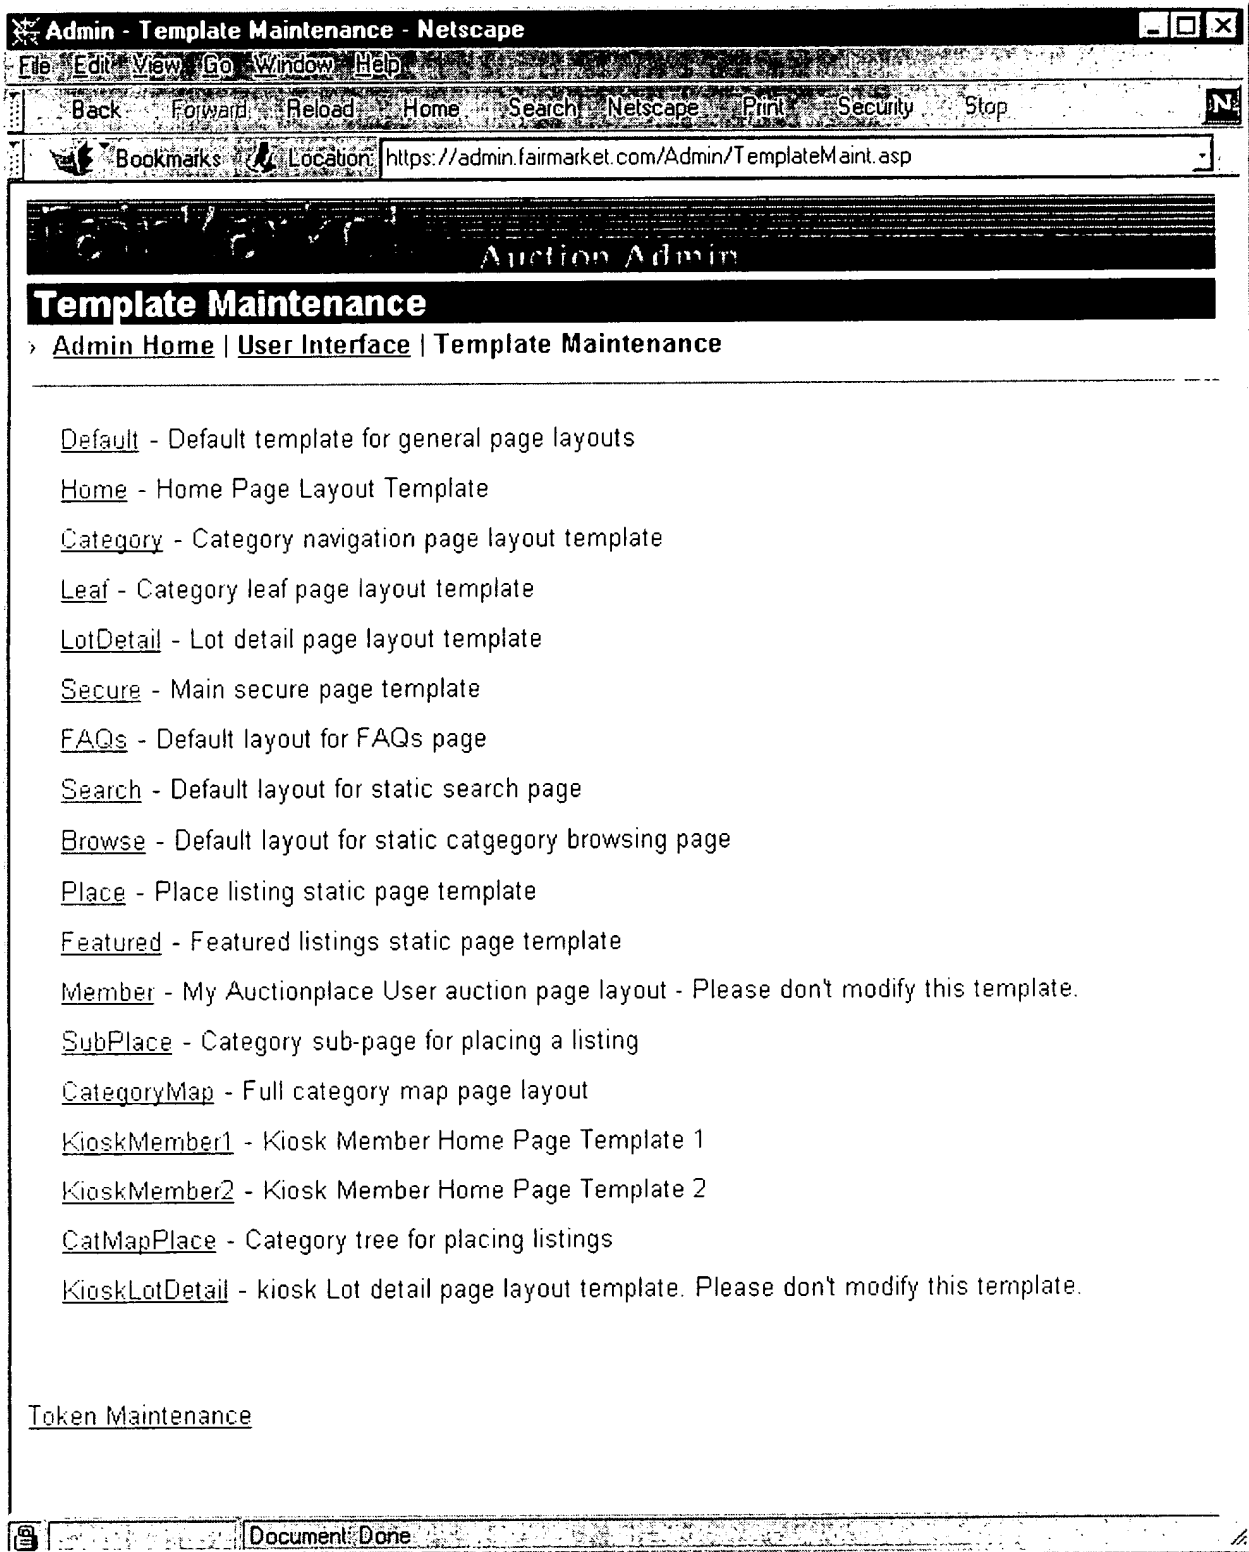 Admin - Template Maintenance - Netscape
File Edit View Go Window Help
Back Forward Reload Home Search Netscape Print Security Stop
N
Bookmarks Location: https://admin.fairmarket.com/Admin/TemplateMaint.asp
FairMarket
Auction Admin
Template Maintenance
› Admin Home | User Interface | Template Maintenance
Default - Default template for general page layouts
Home - Home Page Layout Template
Category - Category navigation page layout template
Leaf - Category leaf page layout template
LotDetail - Lot detail page layout template
Secure - Main secure page template
FAQs - Default layout for FAQs page
Search - Default layout for static search page
Browse - Default layout for static catgegory browsing page
Place - Place listing static page template
Featured - Featured listings static page template
Member - My Auctionplace User auction page layout - Please don't modify this template.
SubPlace - Category sub-page for placing a listing
CategoryMap - Full category map page layout
KioskMember1 - Kiosk Member Home Page Template 1
KioskMember2 - Kiosk Member Home Page Template 2
CatMapPlace - Category tree for placing listings
KioskLotDetail - kiosk Lot detail page layout template. Please don't modify this template.
Token Maintenance
Document: Done